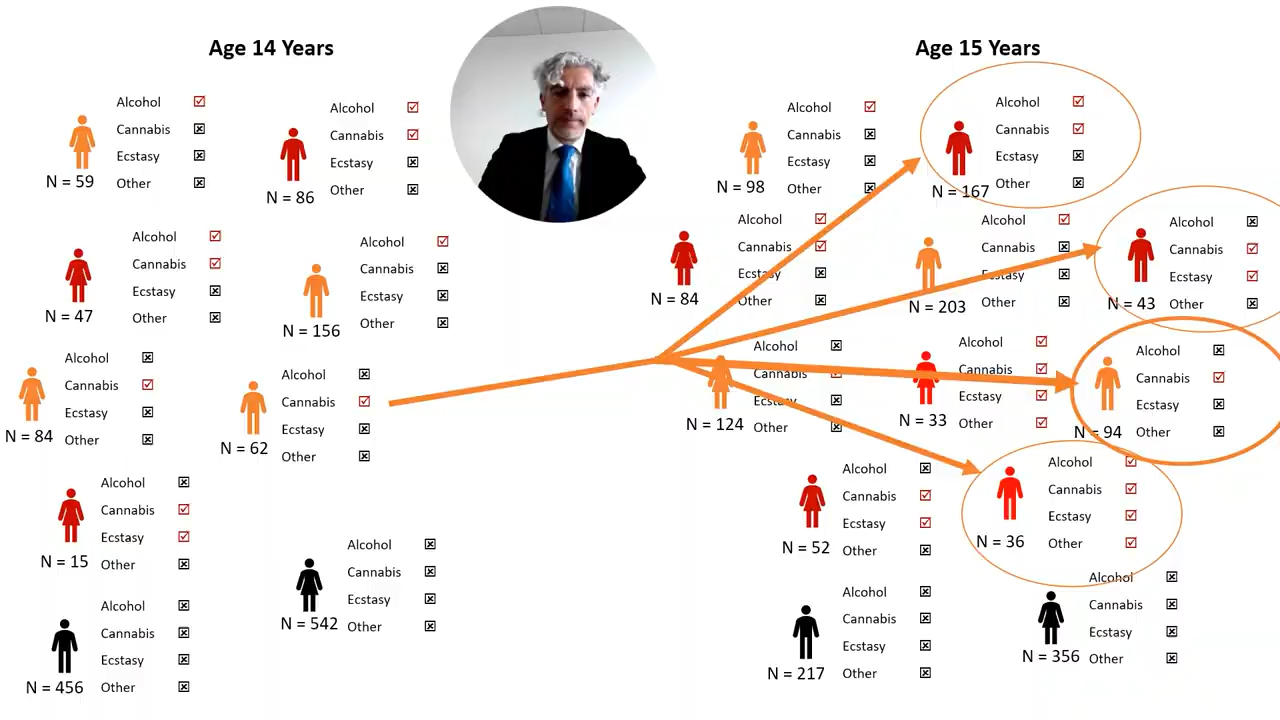 Age 14 Years
Alcohol
Cannabis
Ecstasy
Other
N = 59
Alcohol
Cannabis
Ecstasy
Other
N = 86
Alcohol
Cannabis
Ecstasy
Other
N = 47
Alcohol
Cannabis
Ecstasy
Other
N = 156
Alcohol
Cannabis
Ecstasy
Other
N = 84
Alcohol
Cannabis
Ecstasy
Other
N = 62
Alcohol
Cannabis
Ecstasy
Other
N = 15
Alcohol
Cannabis
Ecstasy
Other
N = 542
Alcohol
Cannabis
Ecstasy
Other
N = 456
Age 15 Years
Alcohol
Cannabis
Ecstasy
Other
N = 98
Alcohol
Cannabis
Ecstasy
Other
N = 167
Alcohol
Cannabis
Ecstasy
Other
N = 84
Alcohol
Cannabis
Ecstasy
Other
N = 203
Alcohol
Cannabis
Ecstasy
Other
N = 43
Alcohol
Cannabis
Ecstasy
Other
N = 124
Alcohol
Cannabis
Ecstasy
Other
N = 33
Alcohol
Cannabis
Ecstasy
Other
N = 94
Alcohol
Cannabis
Ecstasy
Other
N = 52
Alcohol
Cannabis
Ecstasy
Other
N = 36
Alcohol
Cannabis
Ecstasy
Other
N = 217
Alcohol
Cannabis
Ecstasy
Other
N = 356